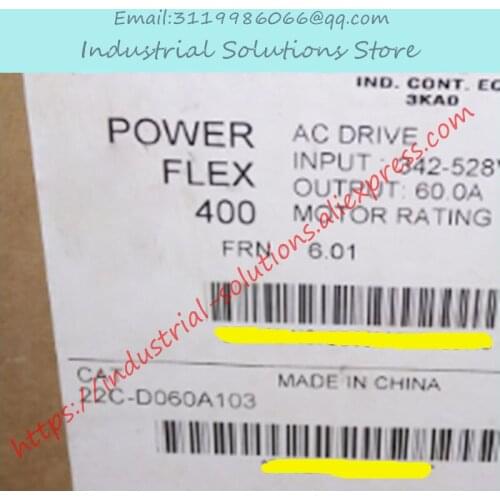 Email:3119986066@qq.com
Industrial Solutions Store
IND. CONT. EQ
3KAD
POWER
FLEX
400
AC DRIVE
INPUT : 342-528V
OUTPUT: 60.0A
MOTOR RATING
FRN 6.01
https://industrial-solutions.aliexpress.com
CAT
22C-D060A103
MADE IN CHINA